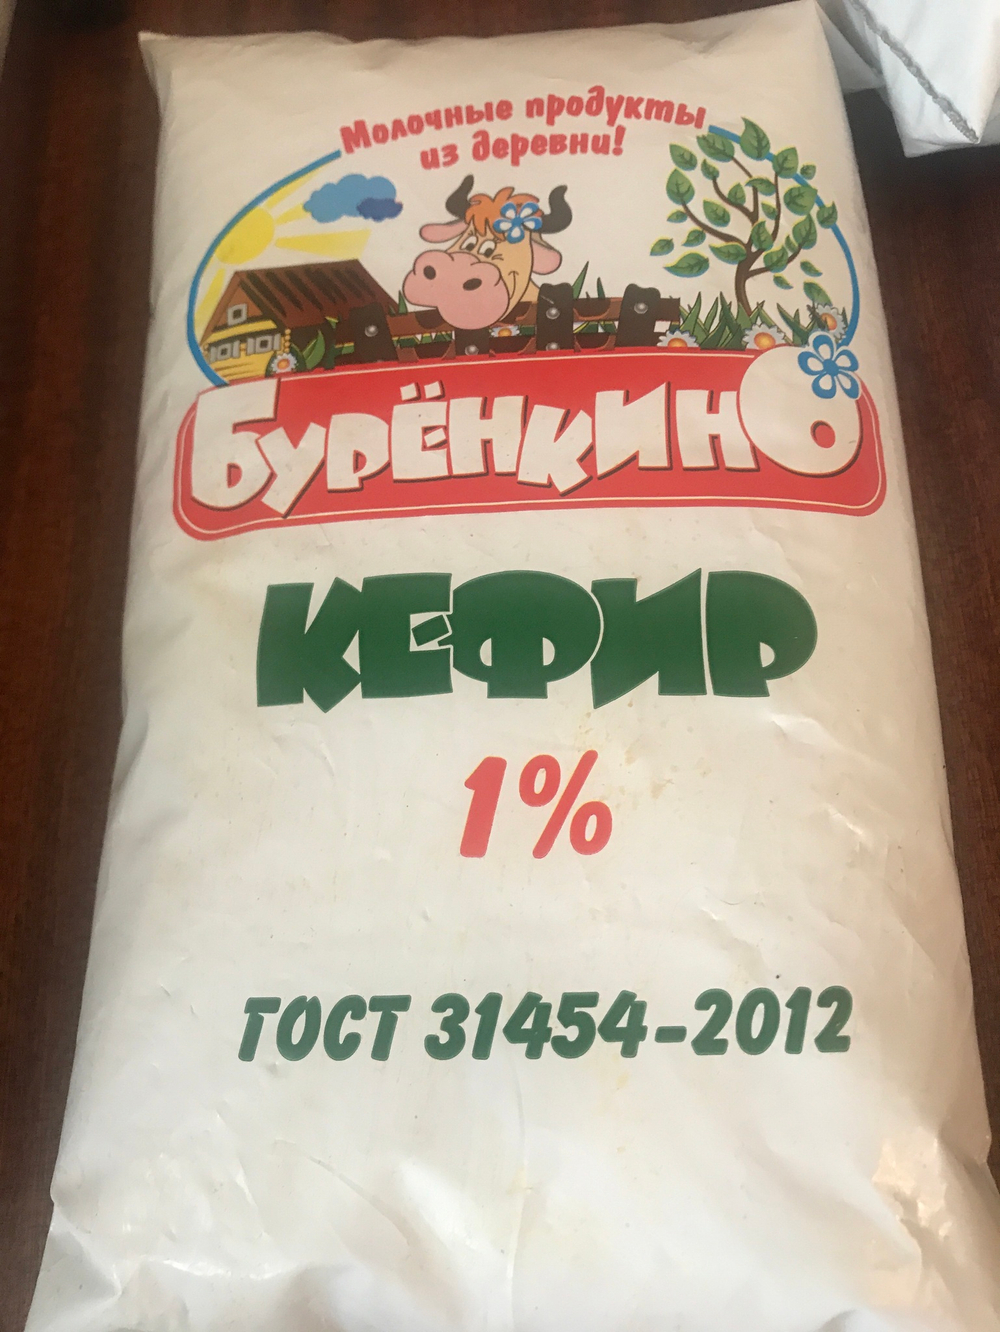 Молочные продукты
из деревни!
БУРЁНКИНО
КЕФИР
1%
ГОСТ 31454-2012